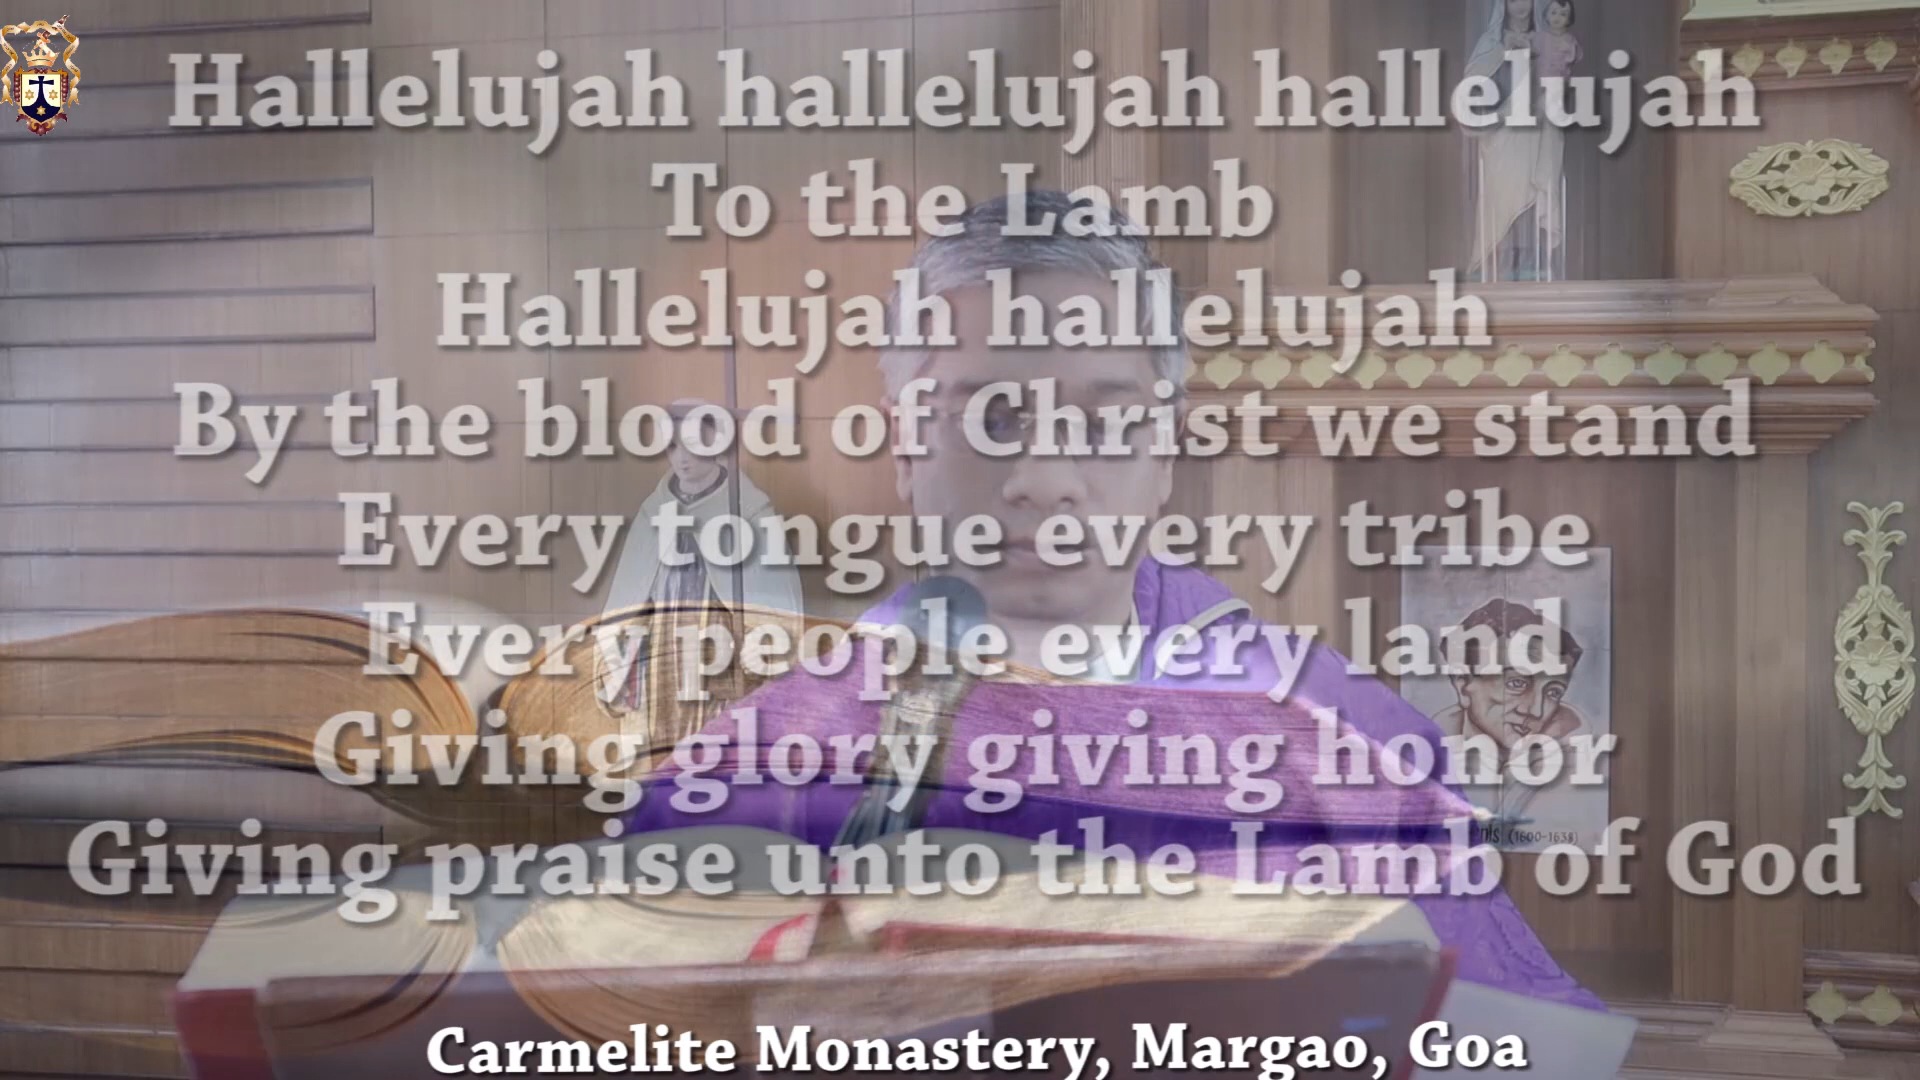 Hallelujah hallelujah hallelujah
To the Lamb
Hallelujah hallelujah
By the blood of Christ we stand
Every tongue every tribe
Every people every land
Giving glory giving honor
Giving praise unto the Lamb of God
(1600-1638)
Carmelite Monastery, Margao, Goa